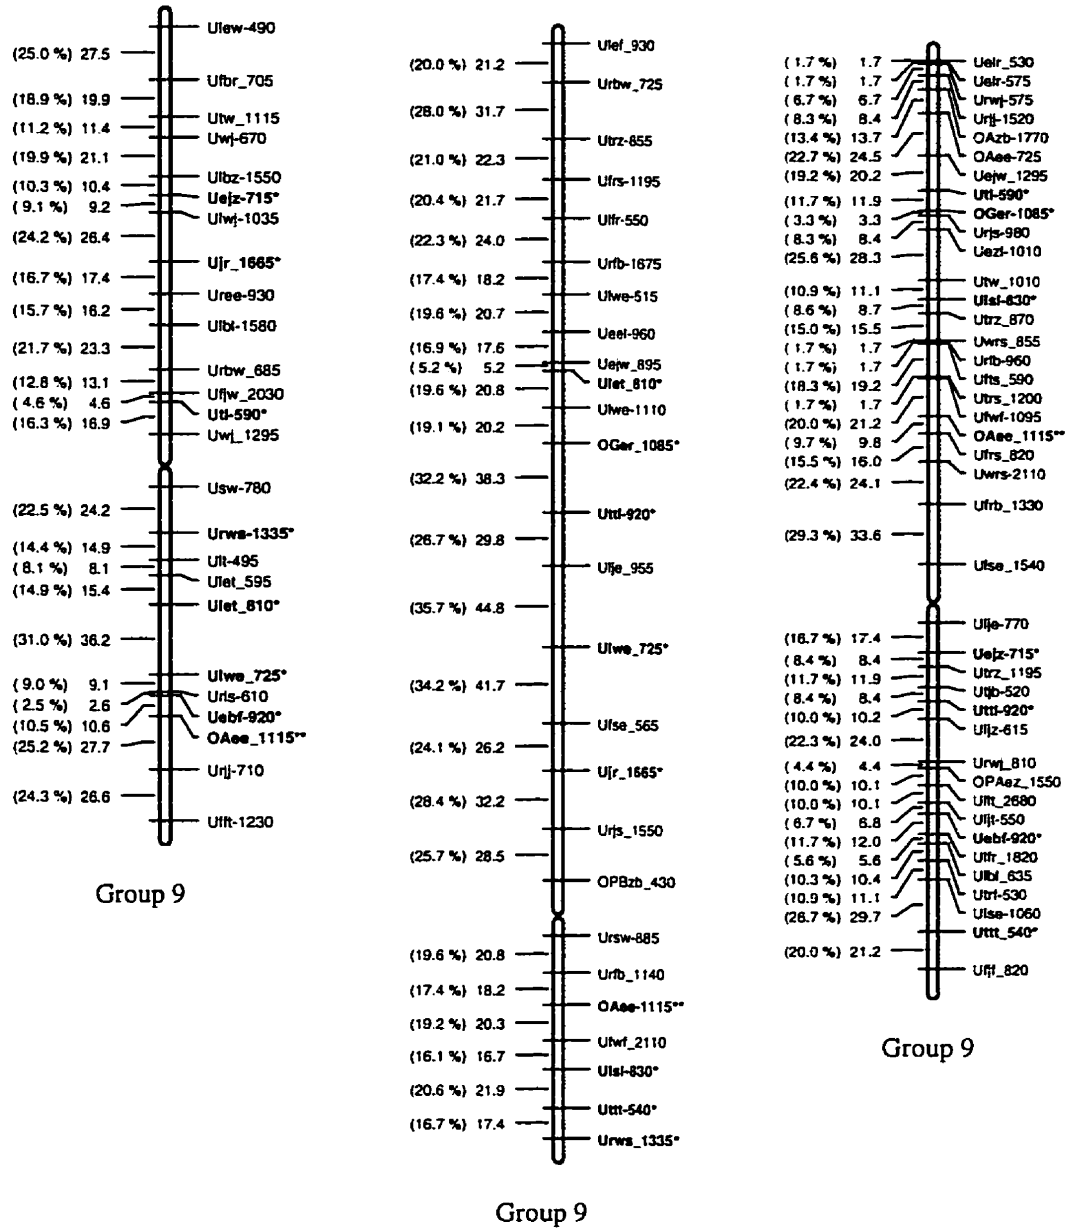 Ulew-490
(25.0 %) 27.5
Ufbr_705
(18.9 %) 19.9
Utw_1115
(11.2 %) 11.4
Uwj-670
(19.9 %) 21.1
Ulbz-1550
(10.3 %) 10.4
Uejz-715*
( 9.1 %) 9.2
Ulwj-1035
(24.2 %) 26.4
Ujr_1665*
(16.7 %) 17.4
Uree-930
(15.7 %) 16.2
Ulbl-1580
(21.7 %) 23.3
Urbw_685
(12.8 %) 13.1
Ufjw_2030
( 4.6 %) 4.6
Utl-590*
(16.3 %) 16.9
Uwj_1295
Usw-780
(22.5 %) 24.2
Urws-1335*
(14.4 %) 14.9
Ult-495
( 8.1 %) 8.1
Ulet_595
(14.9 %) 15.4
Ulet_810*
(31.0 %) 36.2
Ulwe_725*
( 9.0 %) 9.1
Urls-610
( 2.5 %) 2.6
Uebf-920*
(10.5 %) 10.6
OAee_1115**
(25.2 %) 27.7
Urjj-710
(24.3 %) 26.6
Ufft-1230
Group 9
Ulef_930
(20.0 %) 21.2
Urbw_725
(28.0 %) 31.7
Utrz-855
(21.0 %) 22.3
Ufrs-1195
(20.4 %) 21.7
Ulfr-550
(22.3 %) 24.0
Urfb-1675
(17.4 %) 18.2
Ulwe-515
(19.6 %) 20.7
Ueel-960
(16.9 %) 17.6
Uejw_895
( 5.2 %) 5.2
Ulet_810*
(19.6 %) 20.8
Ulwe-1110
(19.1 %) 20.2
OGer_1085*
(32.2 %) 38.3
Uttl-920*
(26.7 %) 29.8
Ulje_955
(35.7 %) 44.8
Ulwe_725*
(34.2 %) 41.7
Ufse_565
(24.1 %) 26.2
Ujr_1665*
(28.4 %) 32.2
Urjs_1550
(25.7 %) 28.5
OPBzb_430
Ursw-885
(19.6 %) 20.8
Urfb_1140
(17.4 %) 18.2
OAee-1115**
(19.2 %) 20.3
Ufwf_2110
(16.1 %) 16.7
Ulsl-830*
(20.6 %) 21.9
Uttt-540*
(16.7 %) 17.4
Urws_1335*
Group 9
( 1.7 %) 1.7 Uelr_530
( 1.7 %) 1.7 Uelr-575
( 6.7 %) 6.7 Urwj-575
( 8.3 %) 8.4 Urjj-1520
(13.4 %) 13.7 OAzb-1770
(22.7 %) 24.5 OAee-725
(19.2 %) 20.2 Uejw_1295
Utl-590*
(11.7 %) 11.9 OGer-1085*
( 3.3 %) 3.3
( 8.3 %) 8.4 Urjs-980
(25.6 %) 28.3 Uezl-1010
Utw_1010
(10.9 %) 11.1 Ulsl-830*
( 8.6 %) 8.7 Utrz_870
(15.0 %) 15.5
( 1.7 %) 1.7 Uwrs_855
( 1.7 %) 1.7 Urfb-960
(18.3 %) 19.2 Ufts_590
( 1.7 %) 1.7 Utrs_1200
(20.0 %) 21.2 Ufwf-1095
( 9.7 %) 9.8 OAee_1115**
(15.5 %) 16.0 Ufrs_820
(22.4 %) 24.1 Uwrs-2110
Ufrb_1330
(29.3 %) 33.6
Ulse_1540
Ulje-770
(16.7 %) 17.4
Uejz-715*
( 8.4 %) 8.4
Utrz_1195
(11.7 %) 11.9
Utjb-520
( 8.4 %) 8.4
Uttl-920*
(10.0 %) 10.2
Uljz-615
(22.3 %) 24.0
Urwj_810
( 4.4 %) 4.4
(10.0 %) 10.1 OPAez_1550
(10.0 %) 10.1 Ulft_2680
( 6.7 %) 6.8 Uljt-550
(11.7 %) 12.0 Uebf-920*
( 5.6 %) 5.6 Ulfr_1820
(10.3 %) 10.4 Ulbl_635
(10.9 %) 11.1 Utrl-530
(26.7 %) 29.7 Ulse-1060
Uttt_540*
(20.0 %) 21.2
Ufjf_820
Group 9